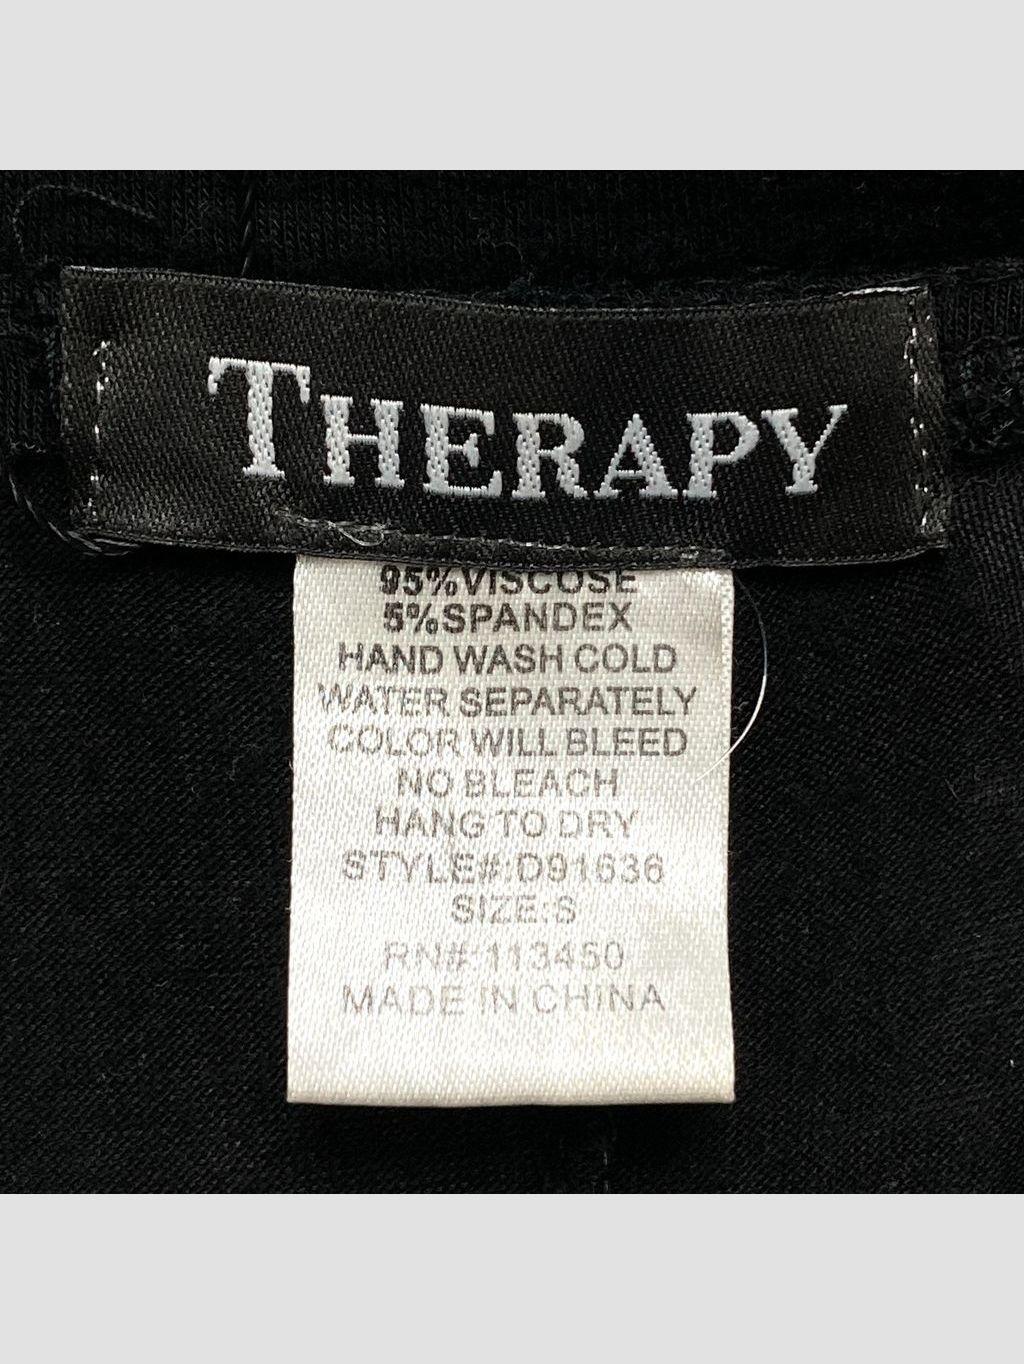 THERAPY
95%VISCOSE
5%SPANDEX
HAND WASH COLD
WATER SEPARATELY
COLOR WILL BLEED
NO BLEACH
HANG TO DRY
STYLE#:D91636
SIZE:S
RN#:113450
MADE IN CHINA